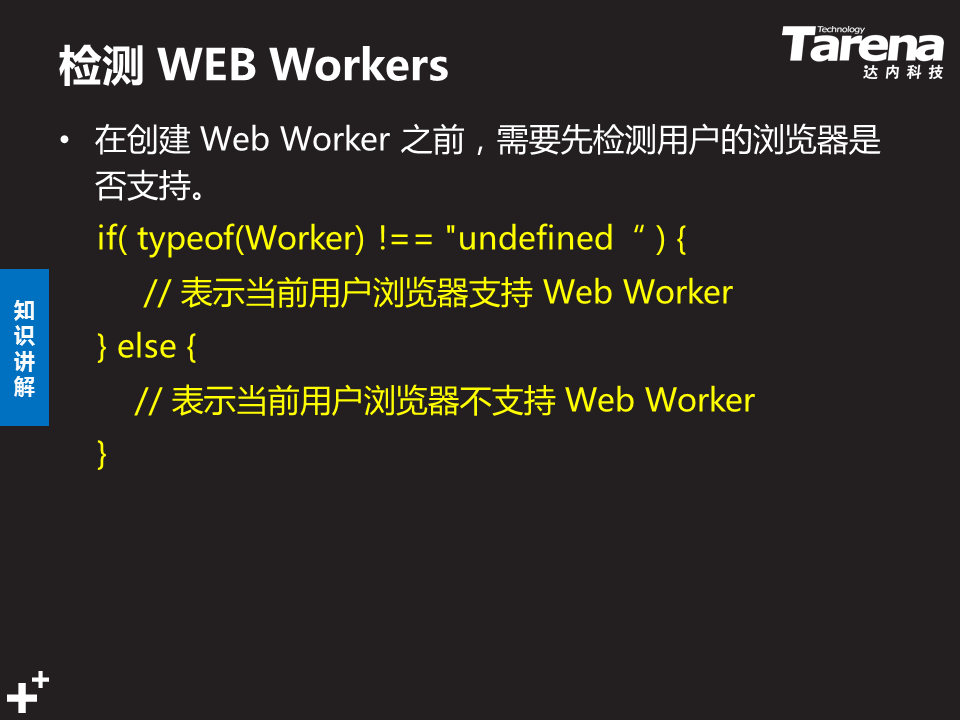 检测 WEB Workers
Technology
Tarena
达内科技
• 在创建 Web Worker 之前，需要先检测用户的浏览器是
否支持。
if( typeof(Worker) !== "undefined “ ) {
// 表示当前用户浏览器支持 Web Worker
} else {
// 表示当前用户浏览器不支持 Web Worker
}
知
识
讲
解